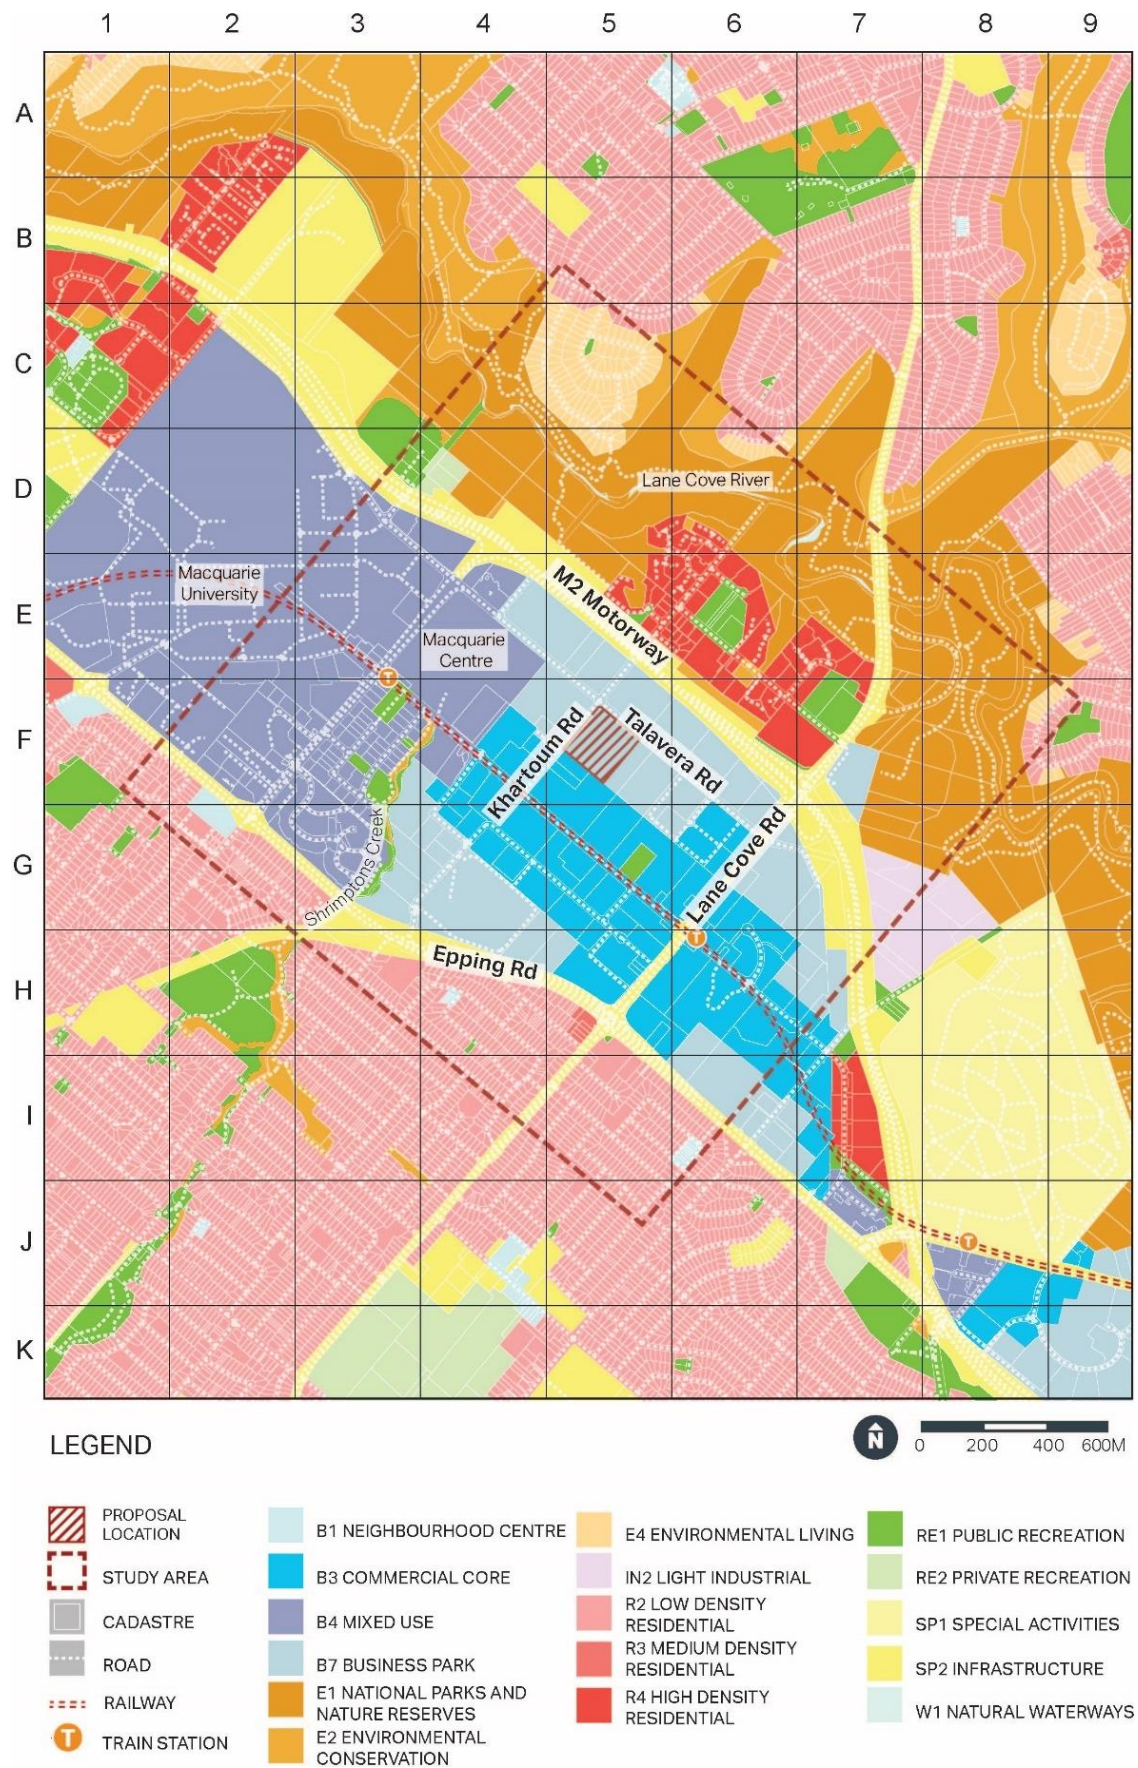 1 2 3 4 5 6 7 8 9
A
B
C
D
Lane Cove River
E
Macquarie
University
M2 Motorway
Macquarie
Centre
T
F
Khartoum Rd
Talavera Rd
G
Shrimptons Creek
Lane Cove Rd
T
H
Epping Rd
I
J
T
K
LEGEND
N
0 200 400 600M
PROPOSAL
LOCATION
STUDY AREA
CADASTRE
ROAD
RAILWAY
T
TRAIN STATION
B1 NEIGHBOURHOOD CENTRE
B3 COMMERCIAL CORE
B4 MIXED USE
B7 BUSINESS PARK
E1 NATIONAL PARKS AND
NATURE RESERVES
E2 ENVIRONMENTAL
CONSERVATION
E4 ENVIRONMENTAL LIVING
IN2 LIGHT INDUSTRIAL
R2 LOW DENSITY
RESIDENTIAL
R3 MEDIUM DENSITY
RESIDENTIAL
R4 HIGH DENSITY
RESIDENTIAL
RE1 PUBLIC RECREATION
RE2 PRIVATE RECREATION
SP1 SPECIAL ACTIVITIES
SP2 INFRASTRUCTURE
W1 NATURAL WATERWAYS